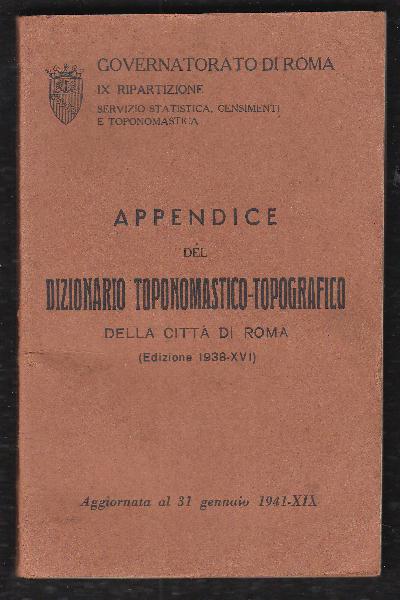 GOVERNATORATO DI ROMA
IX RIPARTIZIONE
SERVIZIO STATISTICA, CENSIMENTI
E TOPONOMASTICA
APPENDICE
DEL
DIZIONARIO TOPONOMASTICO-TOPOGRAFICO
DELLA CITTÀ DI ROMA
(Edizione 1938-XVI)
Aggiornata al 31 gennaio 1941-XIX